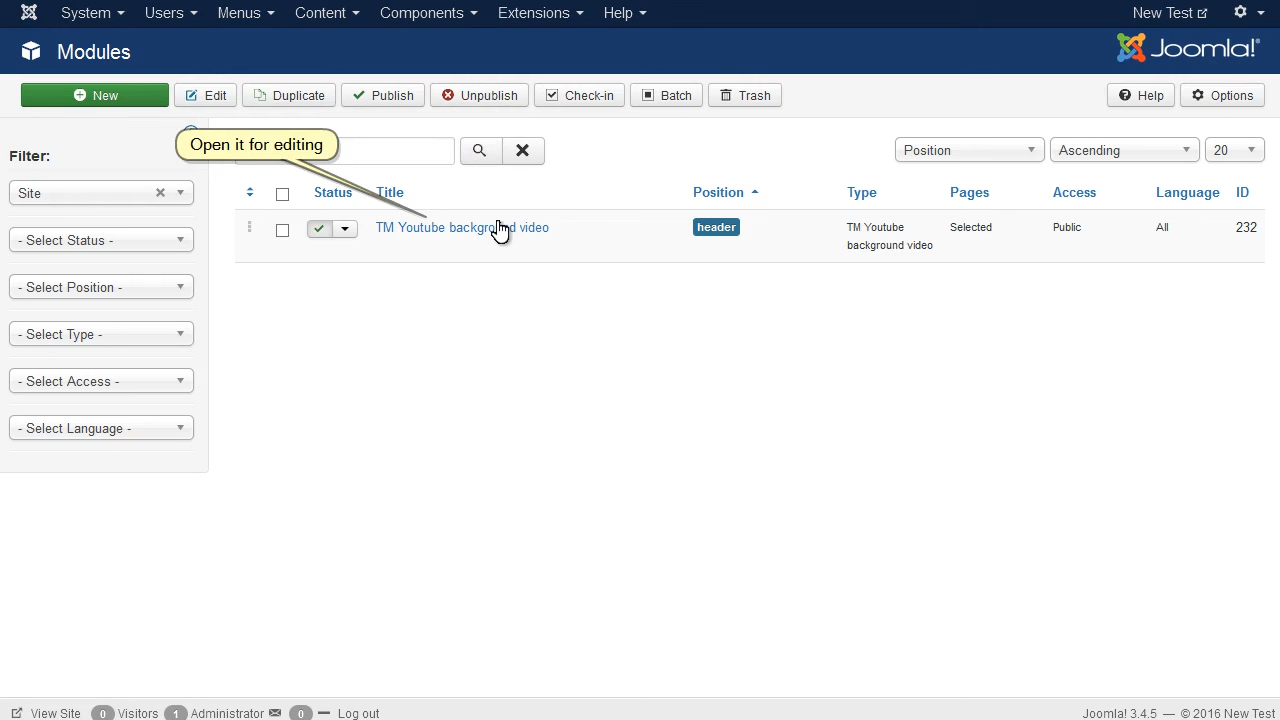 System Users Menus Content Components Extensions Help New Test
Modules Joomla!®
New Edit Duplicate Publish Unpublish Check-in Batch Trash Help Options
Open it for editing
Filter: Position Ascending 20
Site Status Title Position Type Pages Access Language ID
TM Youtube background video header TM Youtube background video Selected Public All 232
- Select Status -
- Select Position -
- Select Type -
- Select Access -
- Select Language -
View Site 0 Visitors 1 Administrator 0 Log out Joomla! 3.4.5 — © 2016 New Test